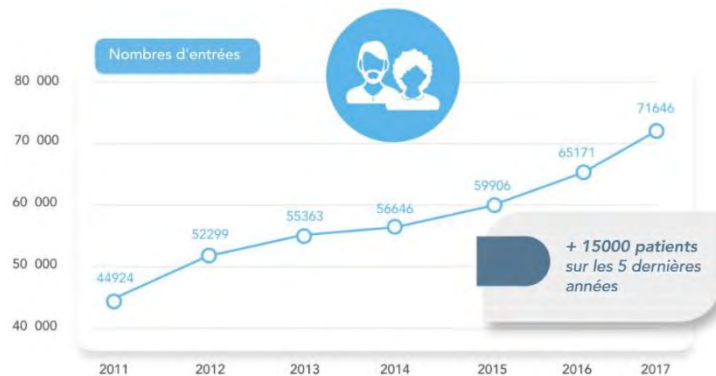 Nombres d'entrées
80 000
70 000
60 000
50 000
40 000
44924
52299
55363
56646
59906
65171
71646
+ 15000 patients
sur les 5 dernières
années
2011 2012 2013 2014 2015 2016 2017